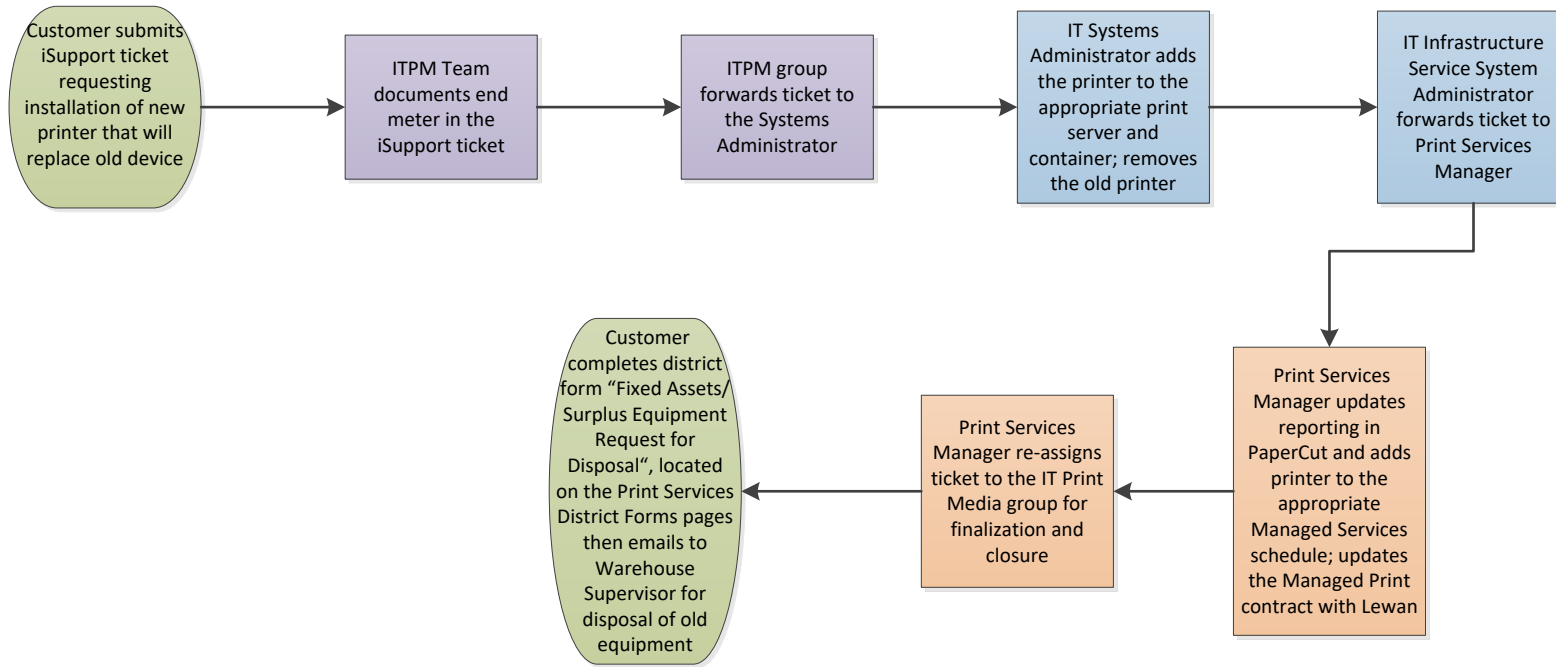 Customer submits
iSupport ticket
requesting
installation of new
printer that will
replace old device
ITPM Team
documents end
meter in the
iSupport ticket
ITPM group
forwards ticket to
the Systems
Administrator
IT Systems
Administrator adds
the printer to the
appropriate print
server and
container; removes
the old printer
IT Infrastructure
Service System
Administrator
forwards ticket to
Print Services
Manager
Print Services
Manager updates
reporting in
PaperCut and adds
printer to the
appropriate
Managed Services
schedule; updates
the Managed Print
contract with Lewan
Print Services
Manager re-assigns
ticket to the IT Print
Media group for
finalization and
closure
Customer
completes district
form “Fixed Assets/
Surplus Equipment
Request for
Disposal“, located
on the Print Services
District Forms pages
then emails to
Warehouse
Supervisor for
disposal of old
equipment